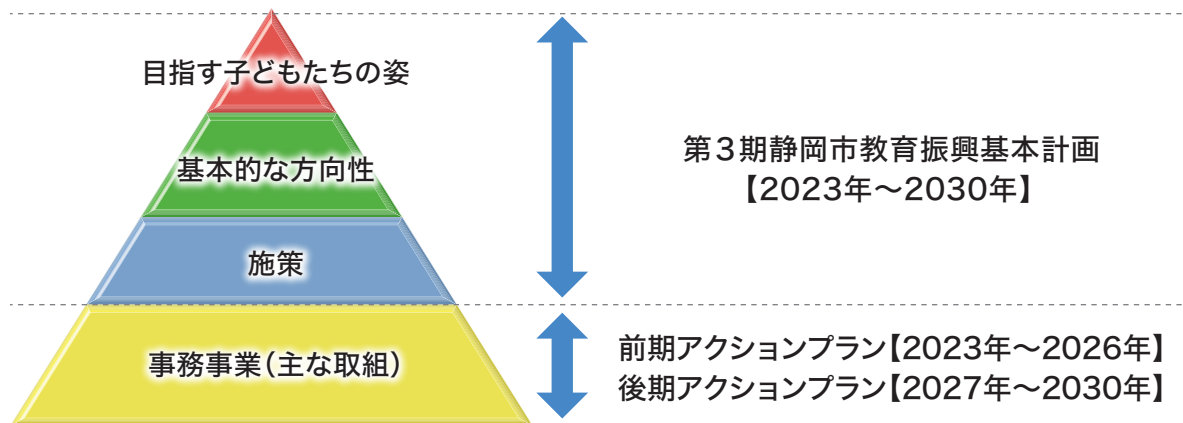 目指す子どもたちの姿
基本的な方向性
施策
事務事業(主な取組)
第3期静岡市教育振興基本計画
【2023年～2030年】
前期アクションプラン【2023年～2026年】
後期アクションプラン【2027年～2030年】